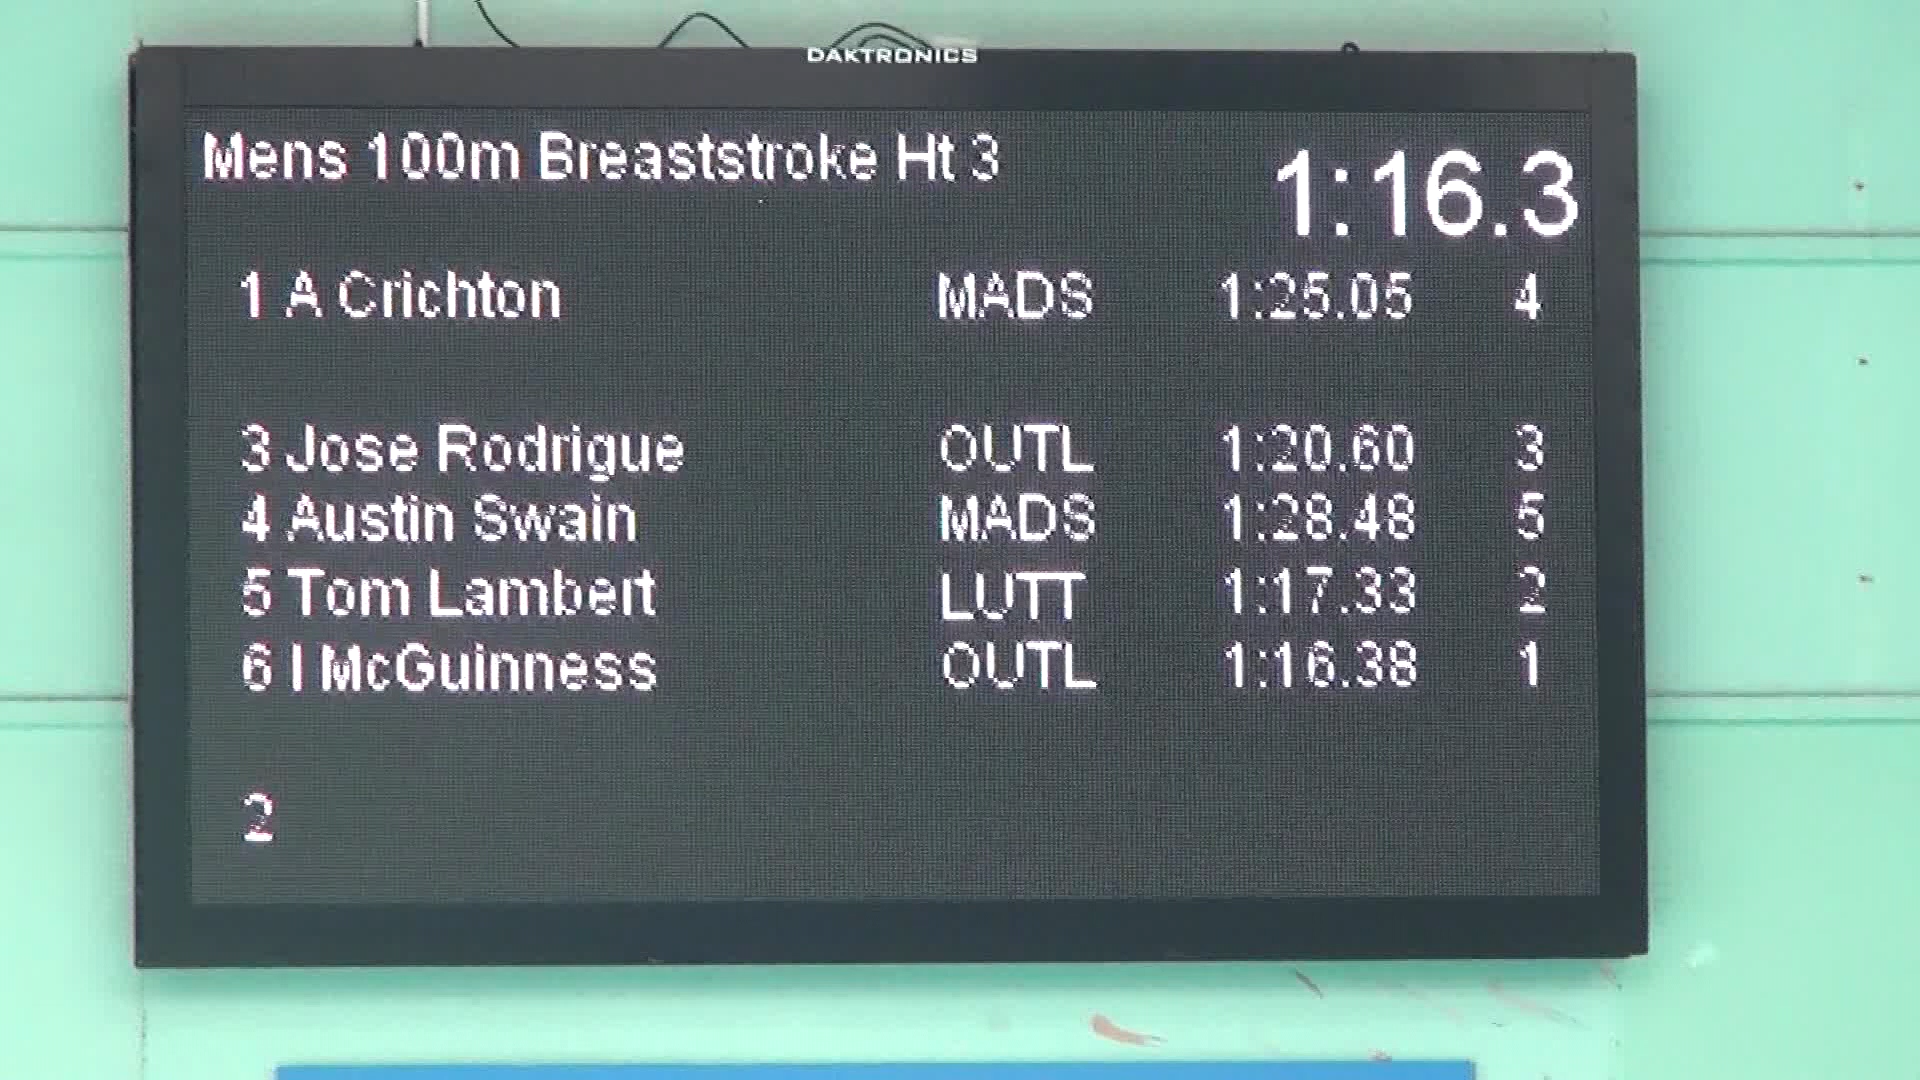 DAKTRONICS
Mens 100m Breaststroke Ht 3 1:16.3
1 A Crichton MADS 1:25.05 4
3 Jose Rodrigue OUTL 1:20.60 3
4 Austin Swain MADS 1:28.48 5
5 Tom Lambert LUTT 1:17.33 2
6 I McGuinness OUTL 1:16.38 1
2